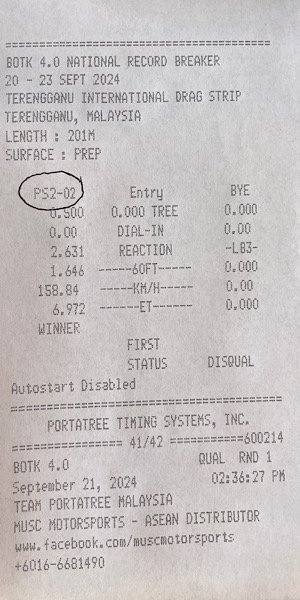 ========================================
BOTK 4.0 NATIONAL RECORD BREAKER
20 - 23 SEPT 2024
TERENGGANU INTERNATIONAL DRAG STRIP
TERENGGANU, MALAYSIA
LENGTH : 201M
SURFACE : PREP
PS2-02 Entry BYE
0.500 0.000 TREE 0.000
0.00 DIAL-IN 0.00
2.631 REACTION -LB3-
1.646 -----60FT----- 0.000
158.84 -----KM/H----- 0.00
6.972 ------ET------ 0.000
WINNER
FIRST
STATUS DISQUAL
Autostart Disabled
========================================
PORTATREE TIMING SYSTEMS, INC.
================ 41/42 ===========600214
BOTK 4.0 QUAL RND 1
September 21, 2024 02:36:27 PM
TEAM PORTATREE MALAYSIA
MUSC MOTORSPORTS - ASEAN DISTRIBUTOR
www.facebook.com/muscmotorsports
+6016-6681490